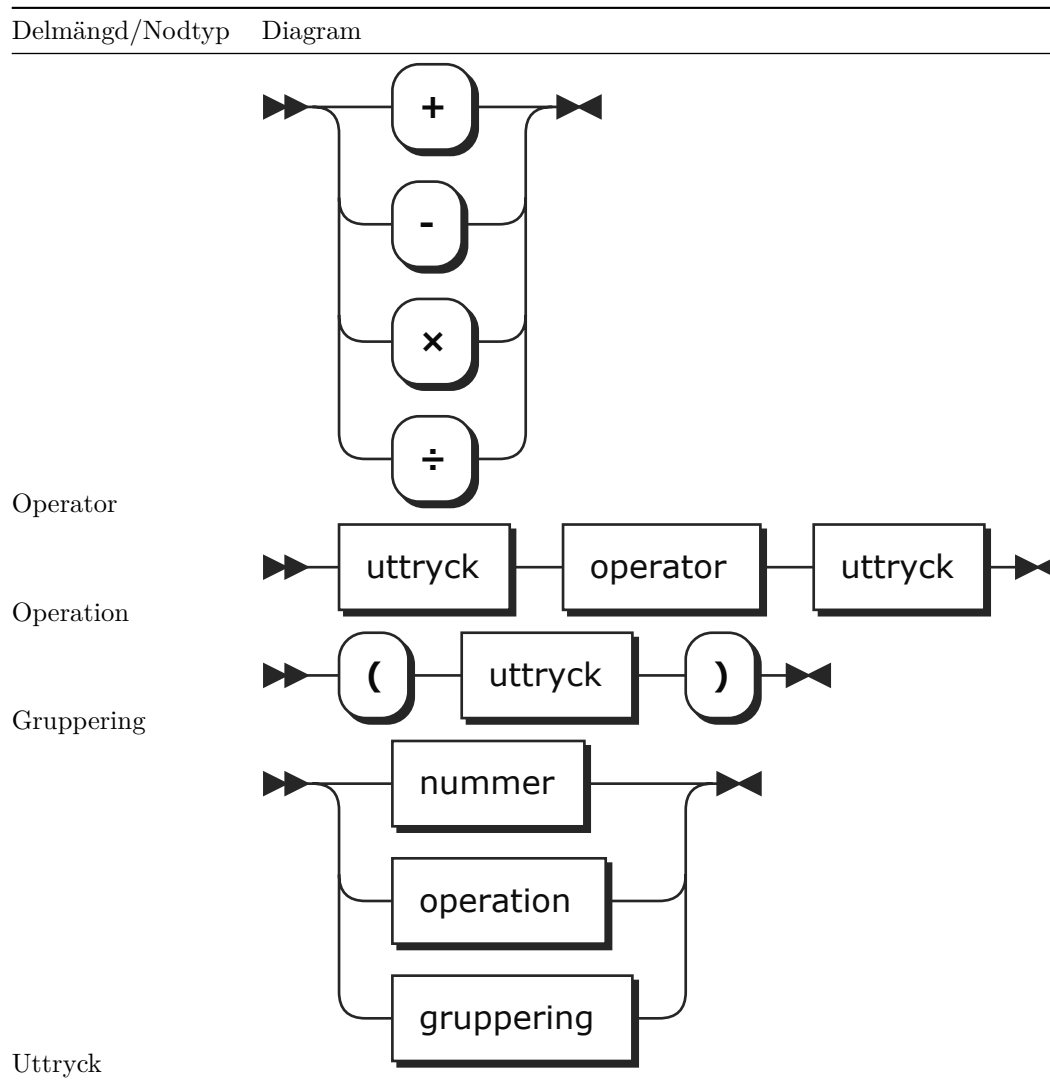 Delmängd/Nodtyp Diagram
+
-
×
÷
Operator
uttryck operator uttryck
Operation
( uttryck )
Gruppering
nummer
operation
gruppering
Uttryck